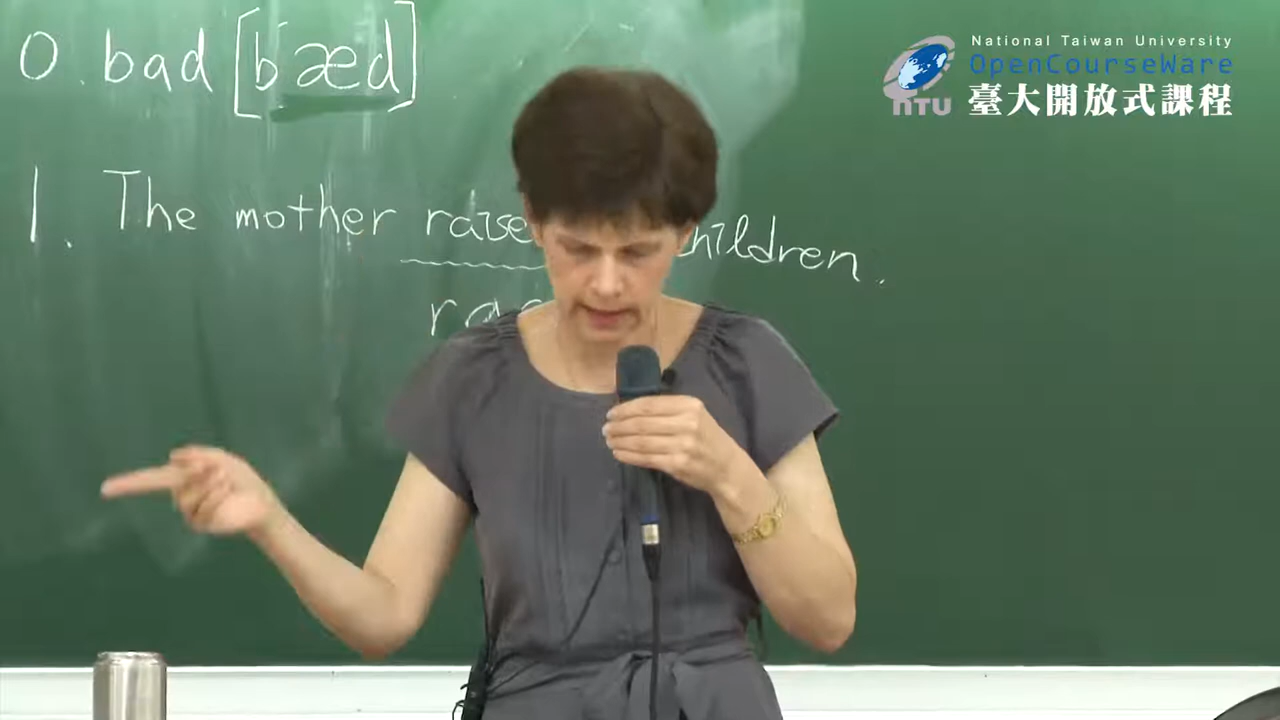 0. bad [bæd]
1. The mother raise children.
National Taiwan University
OpenCourseWare
NTU
臺大開放式課程